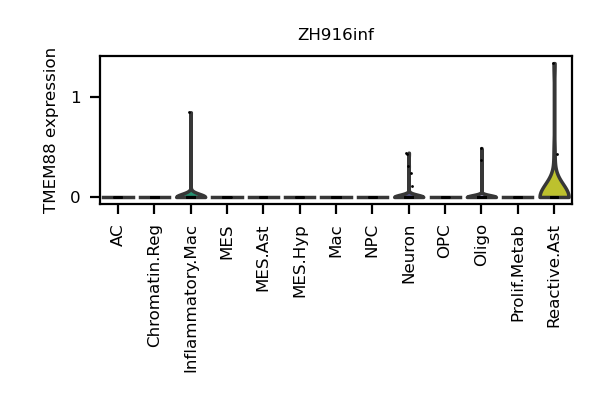 ZH916inf
TMEM88 expression
1
0
AC
Chromatin.Reg
Inflammatory.Mac
MES
MES.Ast
MES.Hyp
Mac
NPC
Neuron
OPC
Oligo
Prolif.Metab
Reactive.Ast